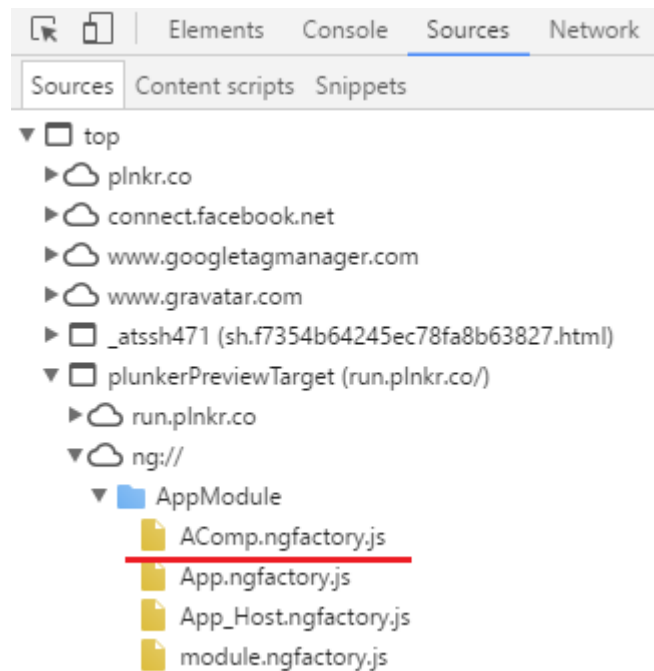 Elements Console Sources Network
Sources Content scripts Snippets
top
plnkr.co
connect.facebook.net
www.googletagmanager.com
www.gravatar.com
_atssh471 (sh.f7354b64245ec78fa8b63827.html)
plunkerPreviewTarget (run.plnkr.co/)
run.plnkr.co
ng://
AppModule
AComp.ngfactory.js
App.ngfactory.js
App_Host.ngfactory.js
module.ngfactory.js